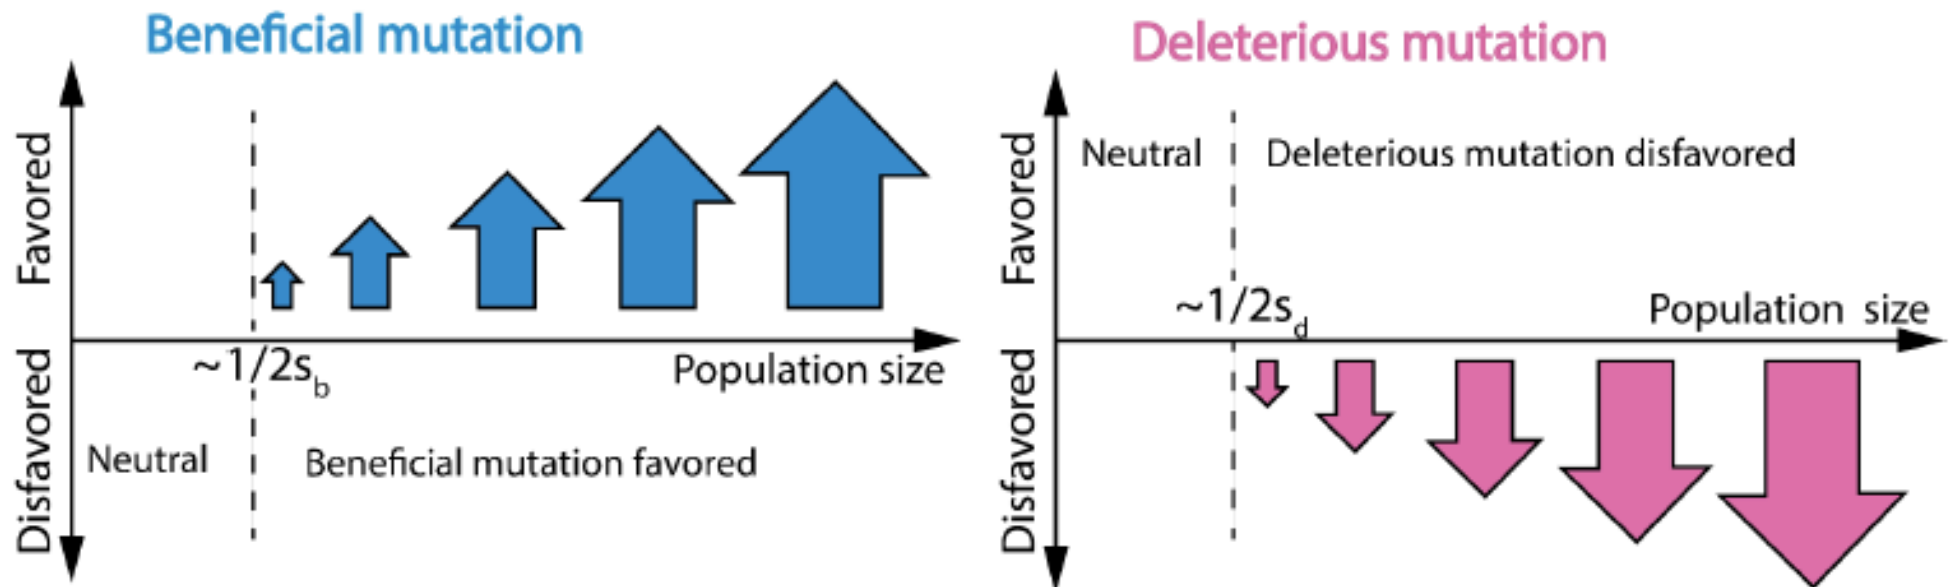 Beneficial mutation
Favored
Disfavored
~1/2s_b
Population size
Neutral
Beneficial mutation favored
Deleterious mutation
Favored
Disfavored
Neutral
Deleterious mutation disfavored
~1/2s_d
Population size